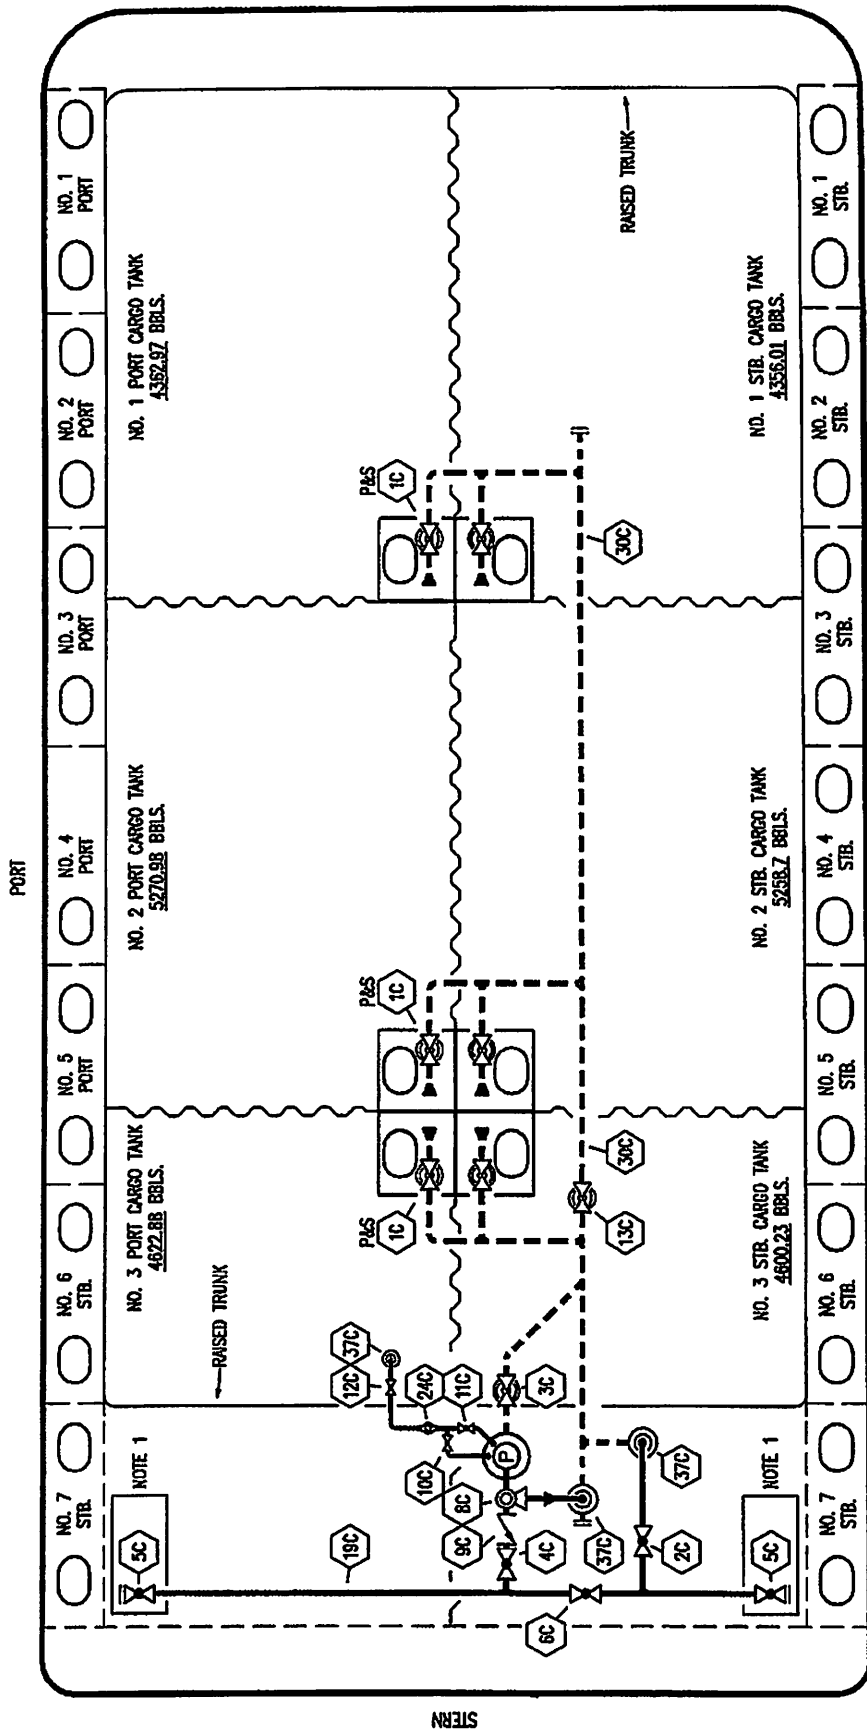 PORT
STERN
NO. 7
STB.
NO. 6
STB.
NO. 5
PORT
NO. 4
PORT
NO. 3
PORT
NO. 2
PORT
NO. 1
PORT
NOTE 1
5C
RAISED TRUNK
NO. 3 PORT CARGO TANK
4622.88 BBLS.
NO. 2 PORT CARGO TANK
5270.98 BBLS.
NO. 1 PORT CARGO TANK
4362.97 BBLS.
19C
12C
37C
10C
24C
11C
P&S
1C
P&S
1C
P&S
1C
9C
8C
P
3C
4C
6C
37C
2C
37C
13C
30C
30C
RAISED TRUNK
5C
NOTE 1
NO. 3 STB. CARGO TANK
4600.23 BBLS.
NO. 2 STB. CARGO TANK
5258.7 BBLS.
NO. 1 STB. CARGO TANK
4356.01 BBLS.
NO. 7
STB.
NO. 6
STB.
NO. 5
STB.
NO. 4
STB.
NO. 3
STB.
NO. 2
STB.
NO. 1
STB.